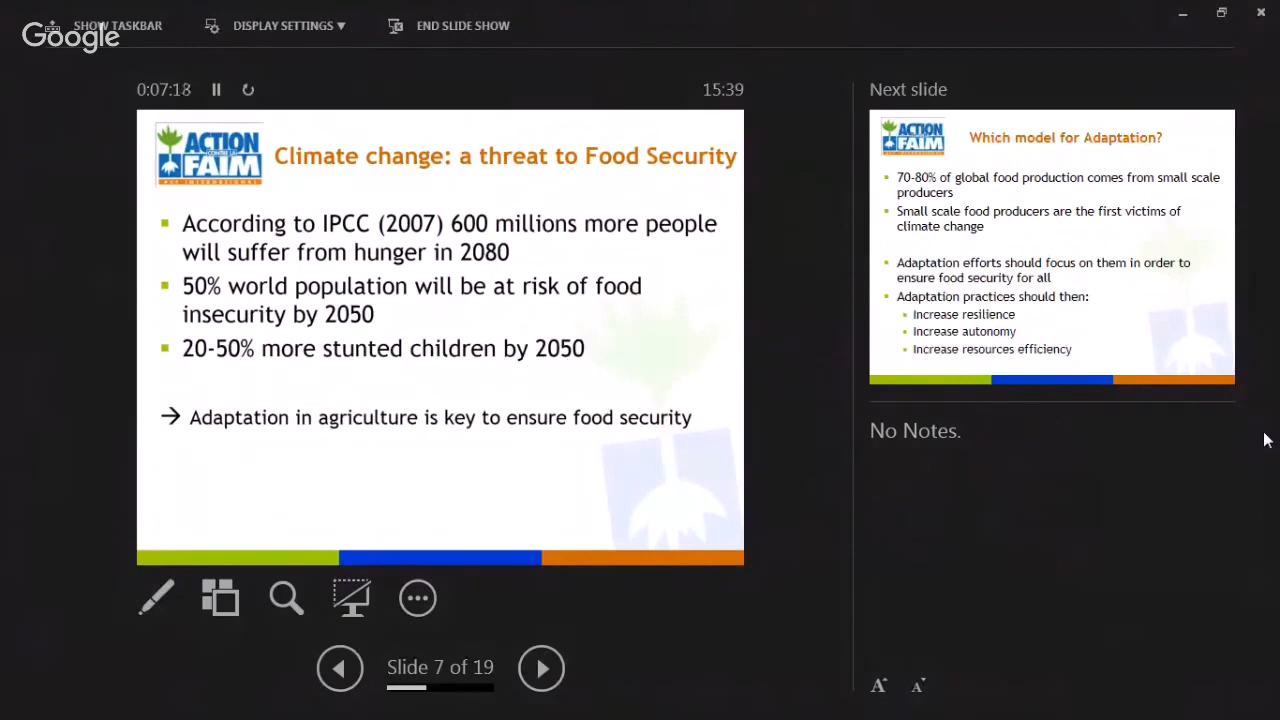 SHOW TASKBAR
DISPLAY SETTINGS
END SLIDE SHOW
Google
0:07:18
15:39
Next slide
ACTION
CONTRE LA
FAIM
ACF INTERNATIONAL
Climate change: a threat to Food Security
According to IPCC (2007) 600 millions more people
will suffer from hunger in 2080
50% world population will be at risk of food
insecurity by 2050
20-50% more stunted children by 2050
→ Adaptation in agriculture is key to ensure food security
ACTION
FAIM
Which model for Adaptation?
70-80% of global food production comes from small scale
producers
Small scale food producers are the first victims of
climate change
Adaptation efforts should focus on them in order to
ensure food security for all
Adaptation practices should then:
Increase resilience
Increase autonomy
Increase resources efficiency
No Notes.
Slide 7 of 19
A A